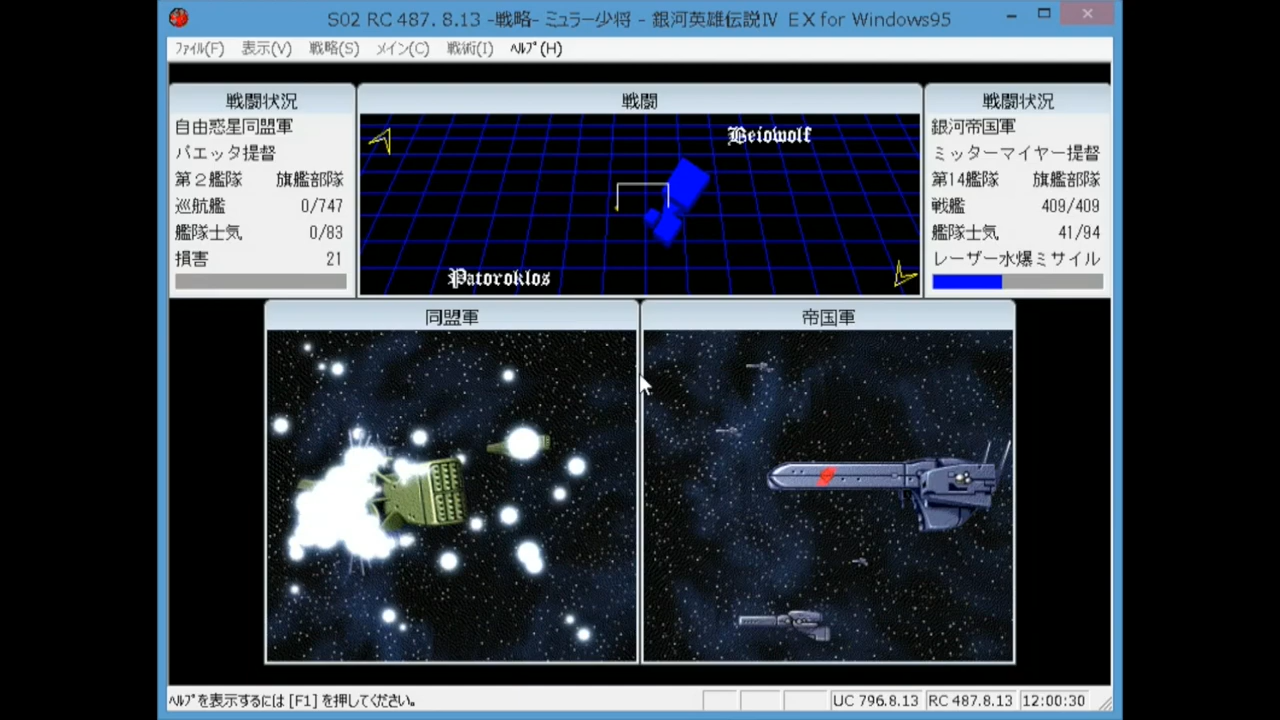 S02 RC 487. 8.13 -戦略- ミュラー少将 - 銀河英雄伝説Ⅳ EX for Windows95
ﾌｧｲﾙ(F) 表示(V) 戦略(S) ﾒｲﾝ(C) 戦術(I) ﾍﾙﾌﾟ(H)
戦闘状況
自由惑星同盟軍
パエッタ提督
第２艦隊 旗艦部隊
巡航艦 0/747
艦隊士気 0/83
損害 21
戦闘
Beiowolf
Patoroklos
戦闘状況
銀河帝国軍
ミッターマイヤー提督
第14艦隊 旗艦部隊
戦艦 409/409
艦隊士気 41/94
レーザー水爆ミサイル
同盟軍
帝国軍
ﾍﾙﾌﾟを表示するには [F1] を押してください。
UC 796.8.13 RC 487.8.13 12:00:30